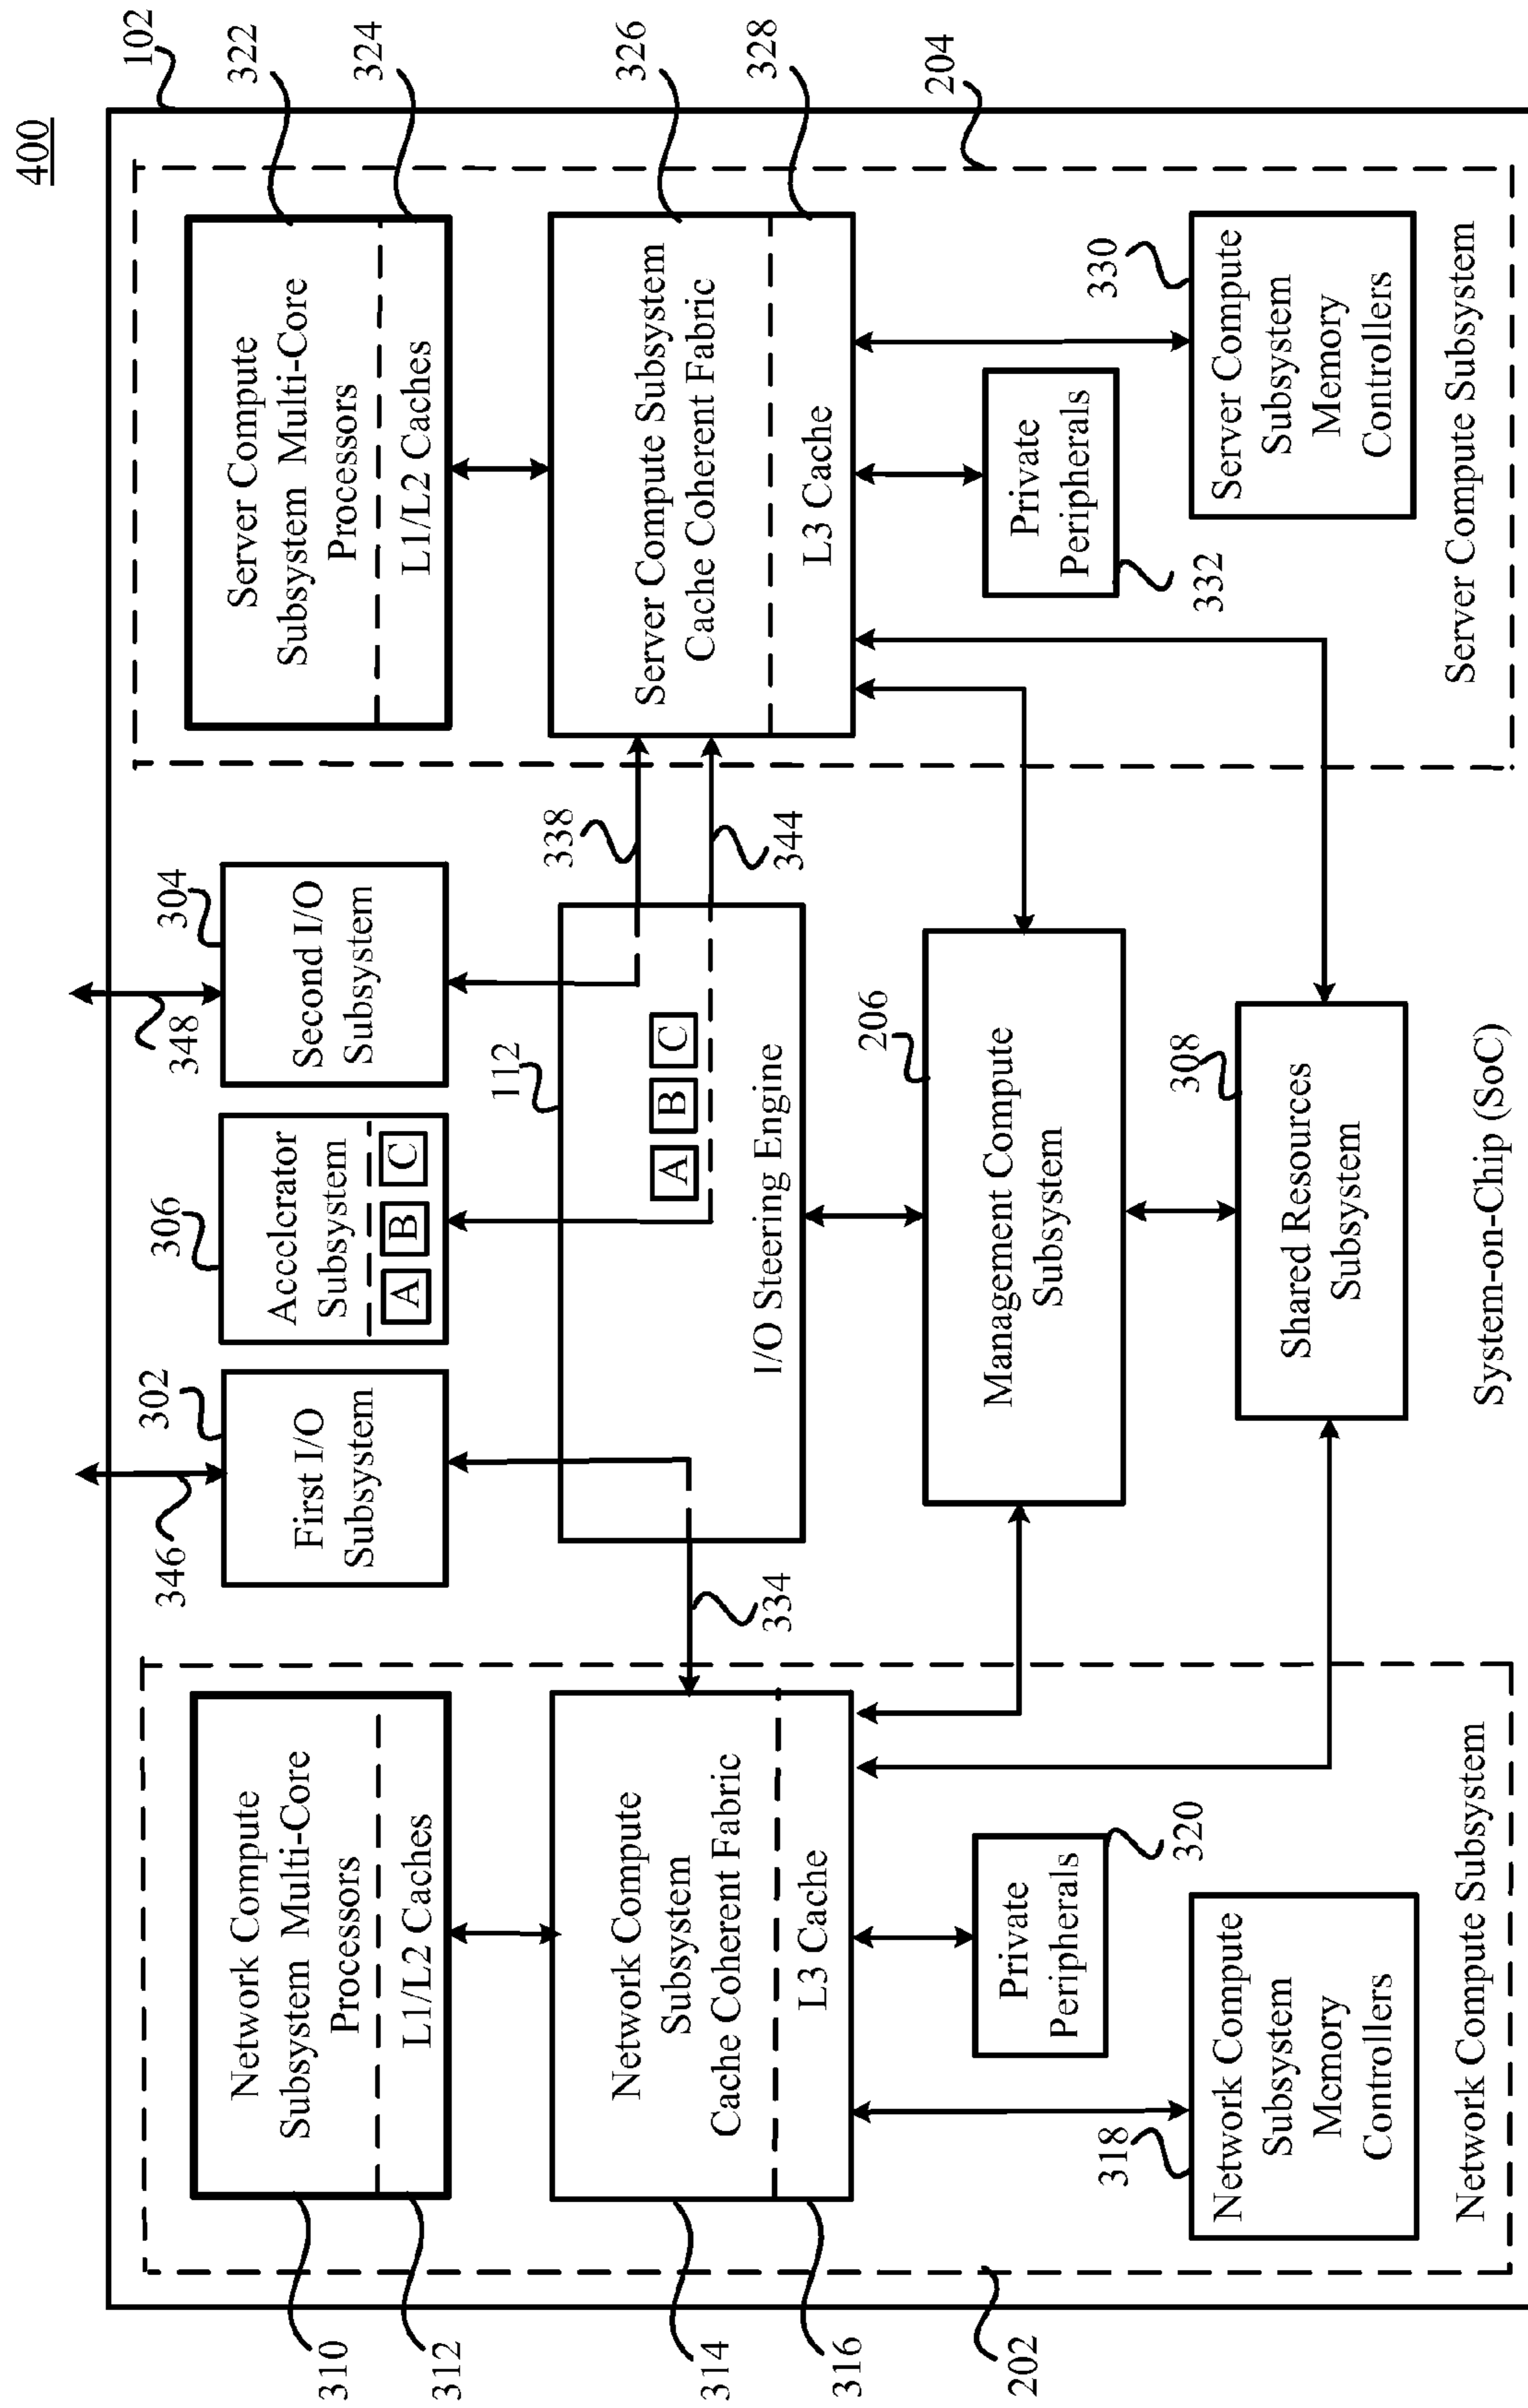 400
102
346
348
302
First I/O
Subsystem
306
Accelerator
Subsystem
A B C
304
Second I/O
Subsystem
310
Network Compute
Subsystem Multi-Core
Processors
312
L1/L2 Caches
Server Compute
Subsystem Multi-Core
Processors
322
L1/L2 Caches
324
112
A B C
I/O Steering Engine
334
338
344
314
Network Compute
Subsystem
Cache Coherent Fabric
316
L3 Cache
Server Compute Subsystem
Cache Coherent Fabric
326
L3 Cache
328
206
Management Compute
Subsystem
Private
Peripherals
320
Private
Peripherals
332
318
Network Compute
Subsystem
Memory
Controllers
308
Shared Resources
Subsystem
330
Server Compute
Subsystem
Memory
Controllers
202
Network Compute Subsystem
System-on-Chip (SoC)
Server Compute Subsystem
204